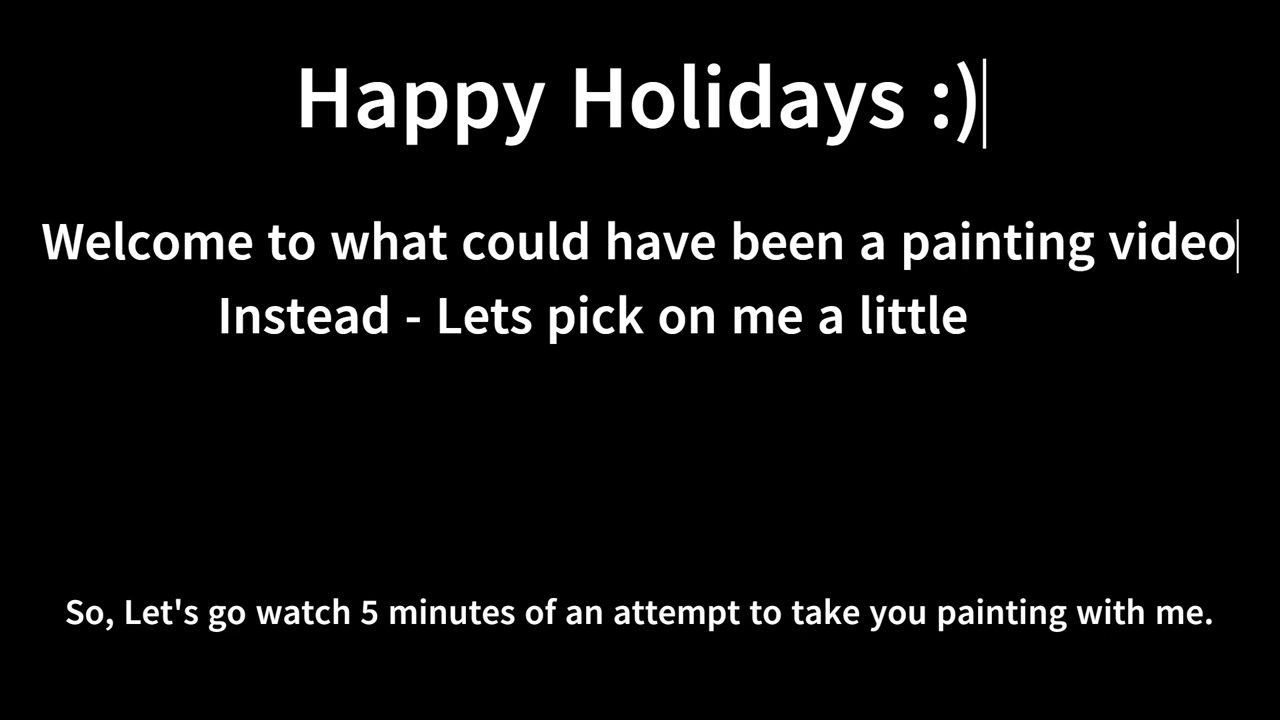 Happy Holidays :)
Welcome to what could have been a painting video
Instead - Lets pick on me a little
So, Let's go watch 5 minutes of an attempt to take you painting with me.